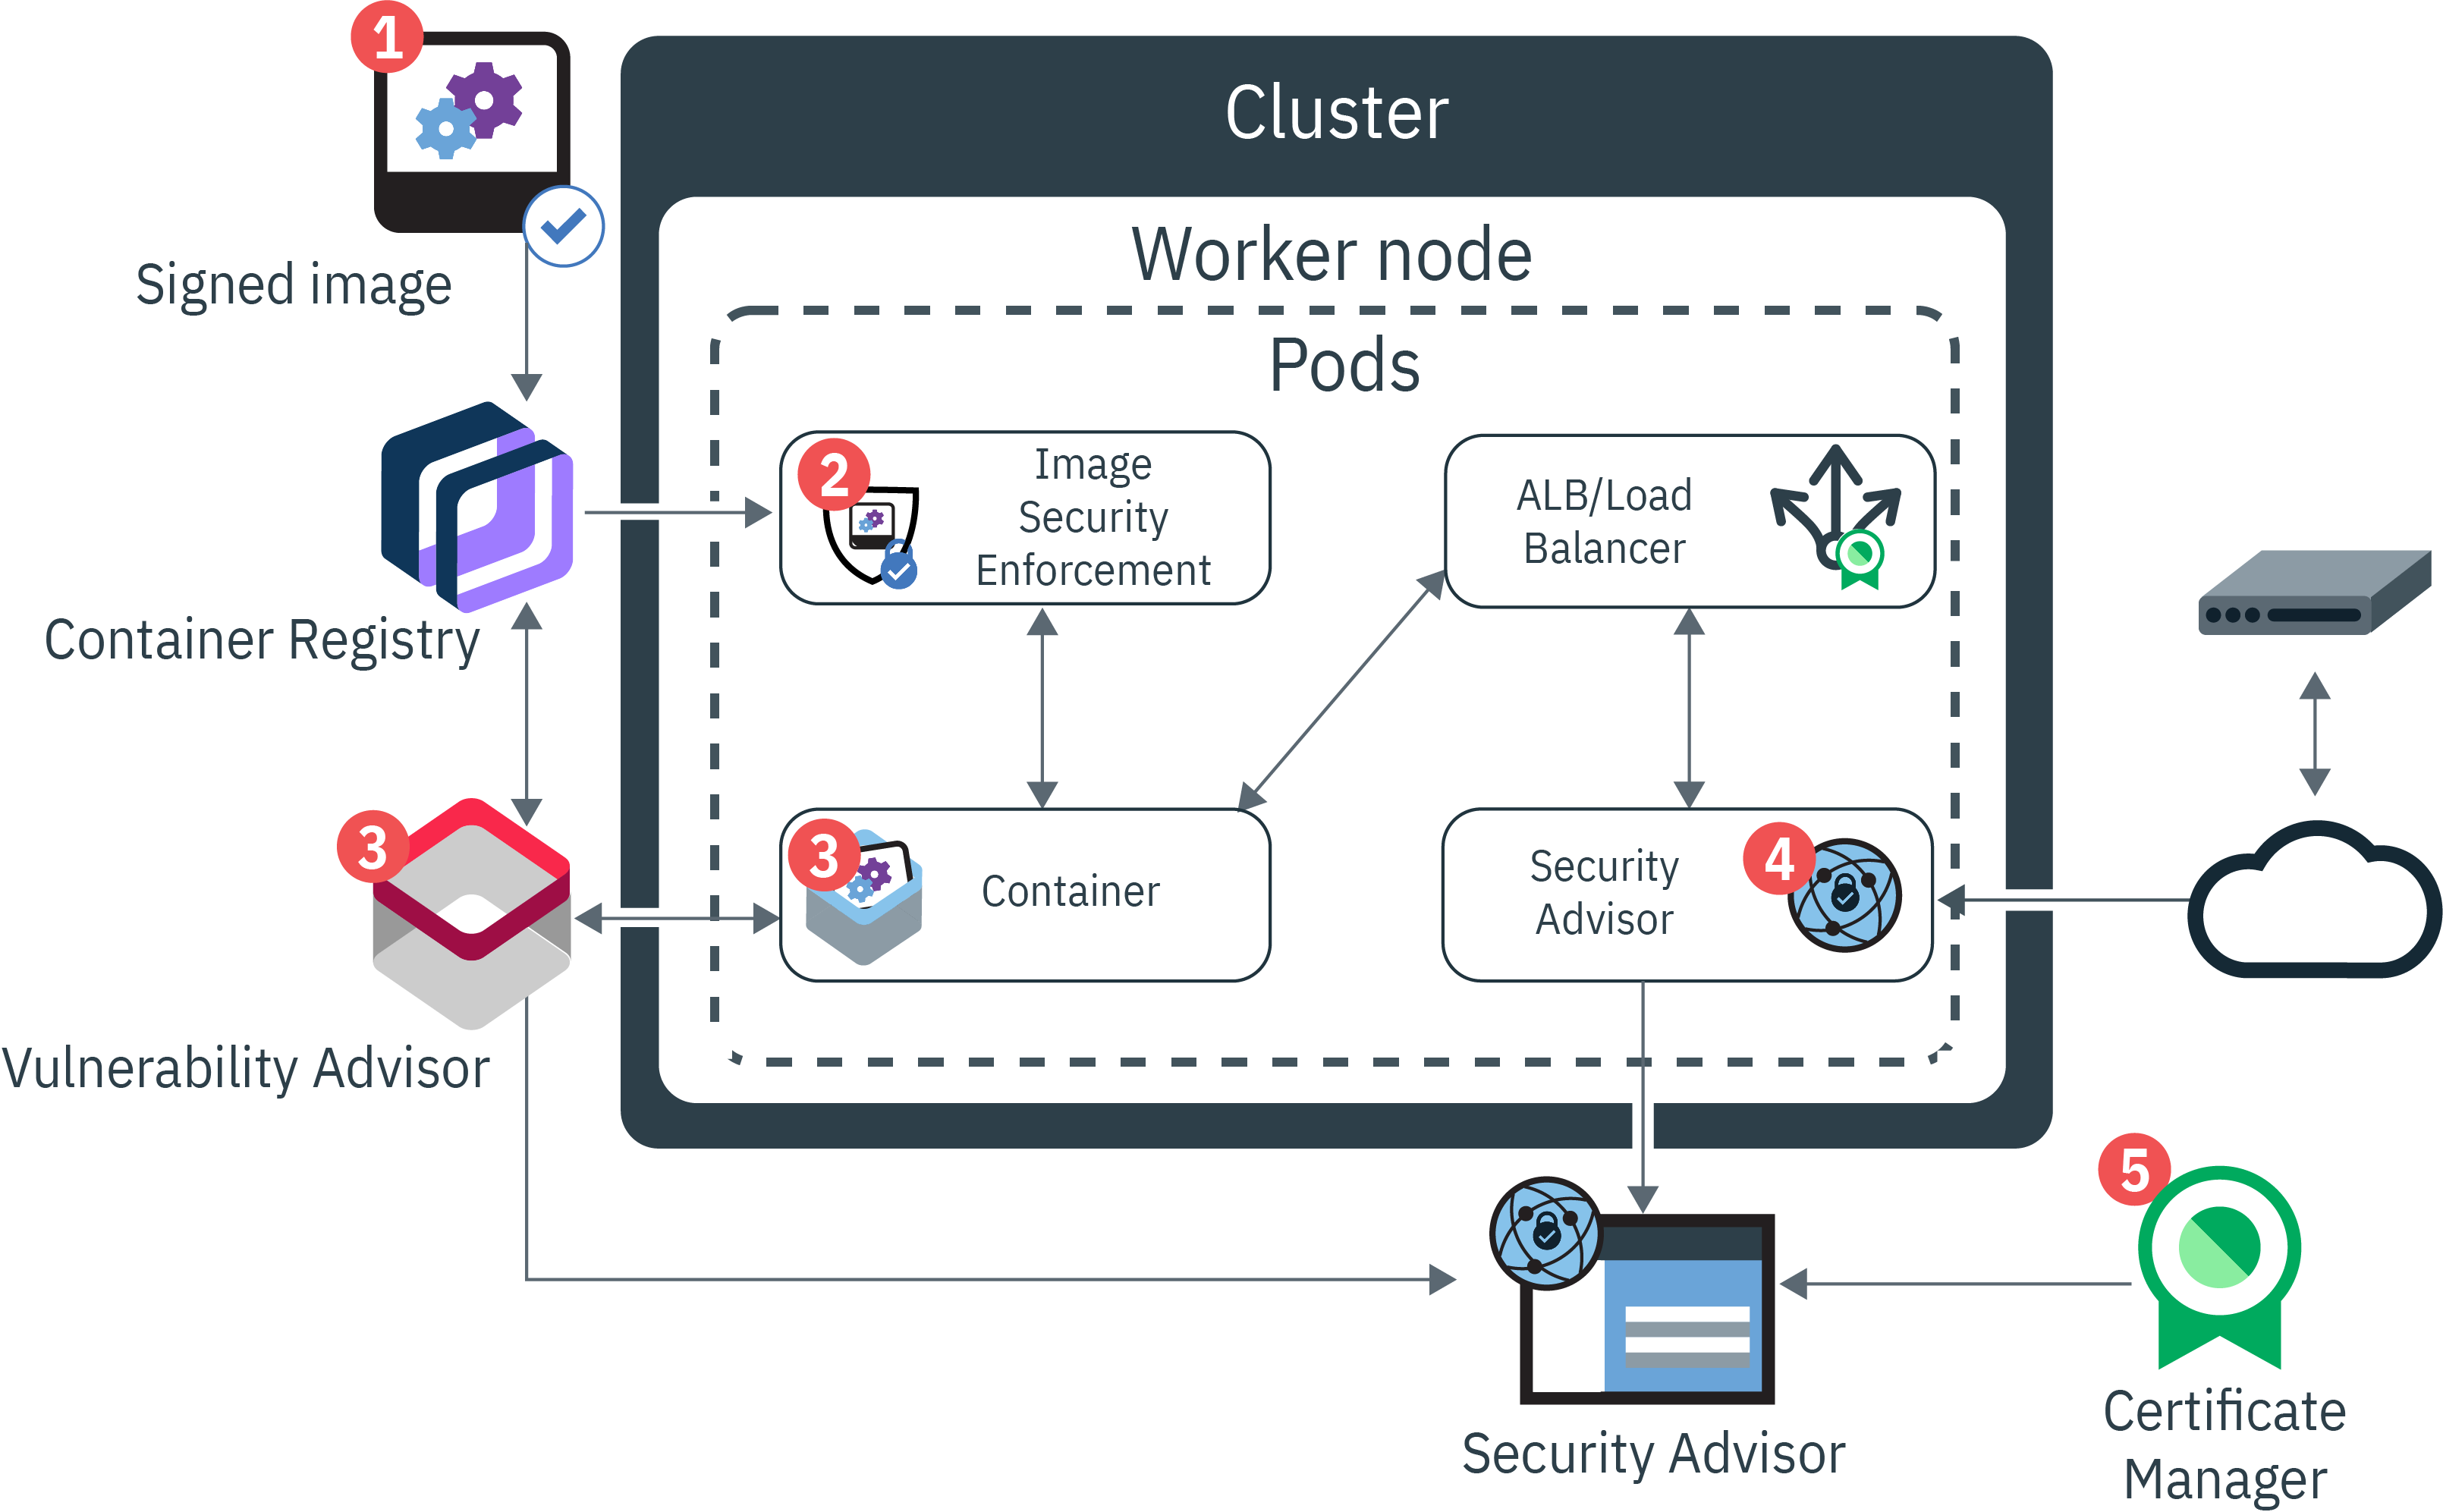 1
Signed image
Container Registry
3
Vulnerability Advisor
Cluster
Worker node
Pods
2
Image
Security
Enforcement
ALB/Load
Balancer
3
Container
Security
Advisor
4
Security Advisor
5
Certificate
Manager